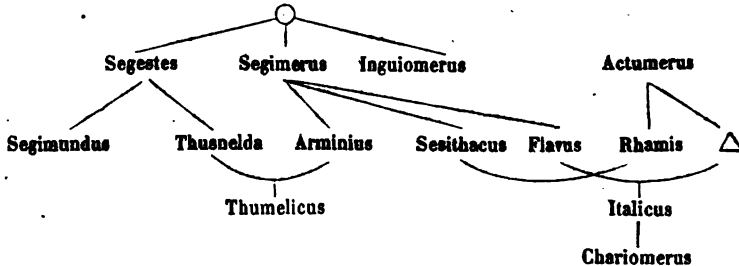 Segestes Segimerus Inguiomerus Actumerus
Segimundus Thusnelda Arminius Sesithacus Flavus Rhamis
Thumelicus Italicus
Chariomerus